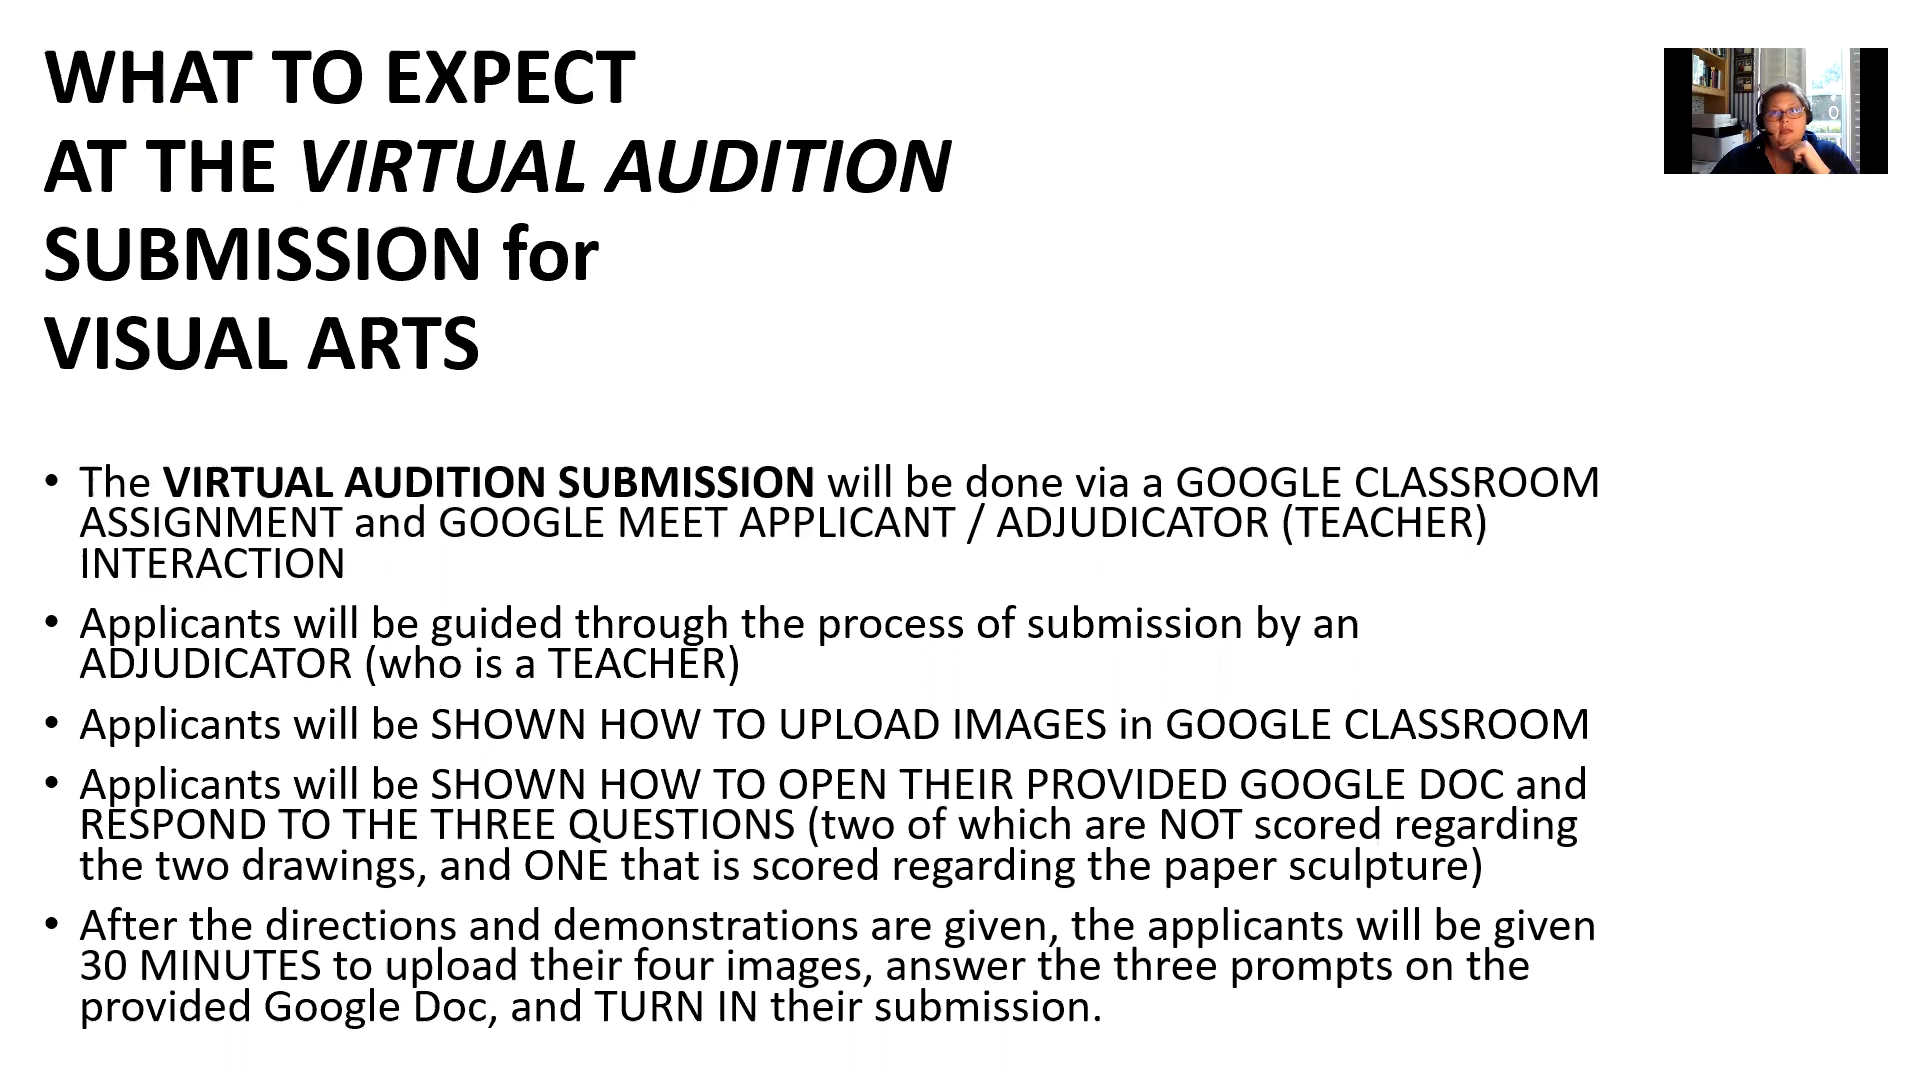 WHAT TO EXPECT
AT THE VIRTUAL AUDITION
SUBMISSION for
VISUAL ARTS
• The VIRTUAL AUDITION SUBMISSION will be done via a GOOGLE CLASSROOM
ASSIGNMENT and GOOGLE MEET APPLICANT / ADJUDICATOR (TEACHER)
INTERACTION
• Applicants will be guided through the process of submission by an
ADJUDICATOR (who is a TEACHER)
• Applicants will be SHOWN HOW TO UPLOAD IMAGES in GOOGLE CLASSROOM
• Applicants will be SHOWN HOW TO OPEN THEIR PROVIDED GOOGLE DOC and
RESPOND TO THE THREE QUESTIONS (two of which are NOT scored regarding
the two drawings, and ONE that is scored regarding the paper sculpture)
• After the directions and demonstrations are given, the applicants will be given
30 MINUTES to upload their four images, answer the three prompts on the
provided Google Doc, and TURN IN their submission.